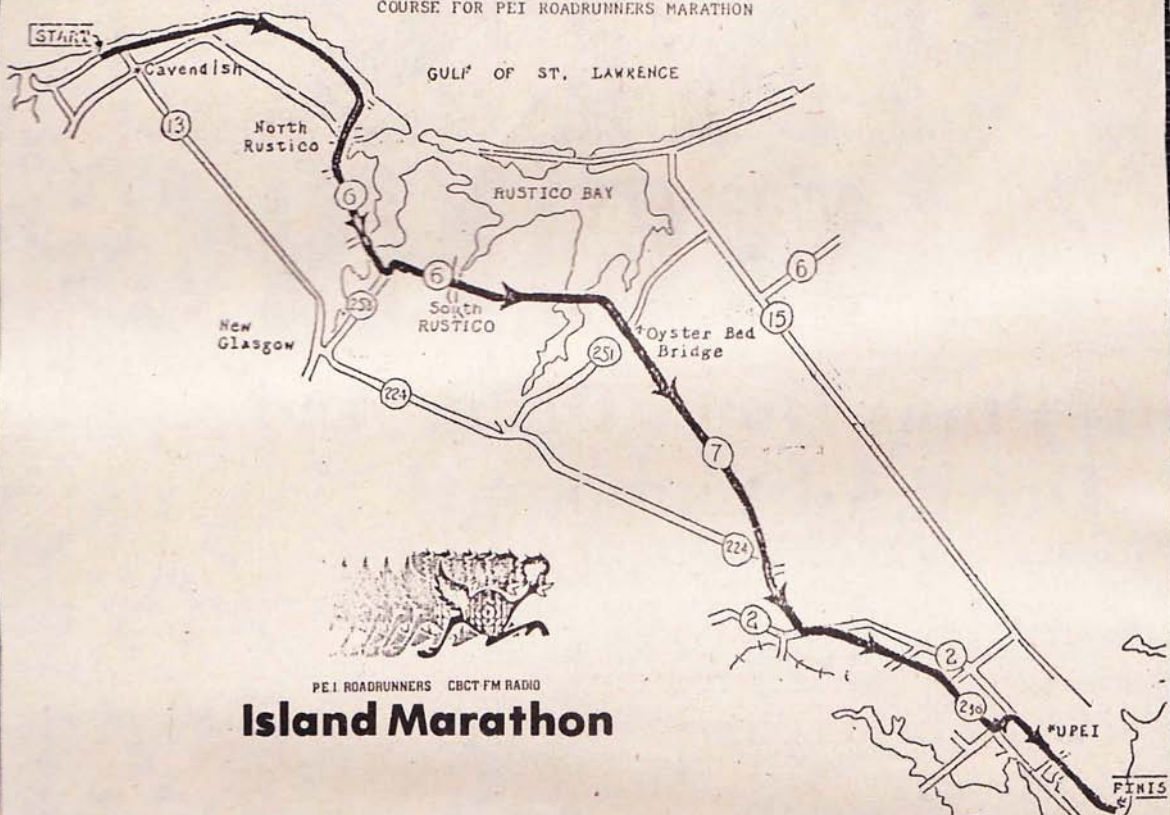 COURSE FOR PEI ROADRUNNERS MARATHON
START
Cavendish
GULF OF ST. LAWRENCE
13
North
Rustico
6
RUSTICO BAY
6
6
South
RUSTICO
15
New
Glasgow
Oyster Bed
Bridge
251
224
7
224
2
2
P.E.I. ROADRUNNERS CBCT-FM RADIO
Island Marathon
236
*UPEI
FINIS